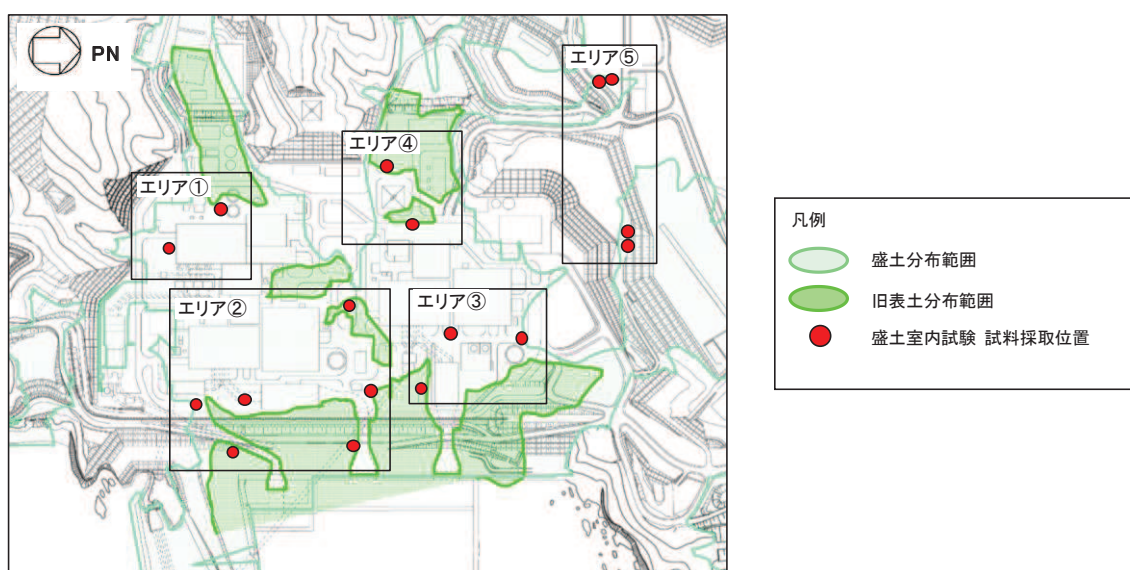 PN
エリア⑤
エリア④
エリア①
エリア②
エリア③
凡例
盛土分布範囲
旧表土分布範囲
盛土室内試験 試料採取位置